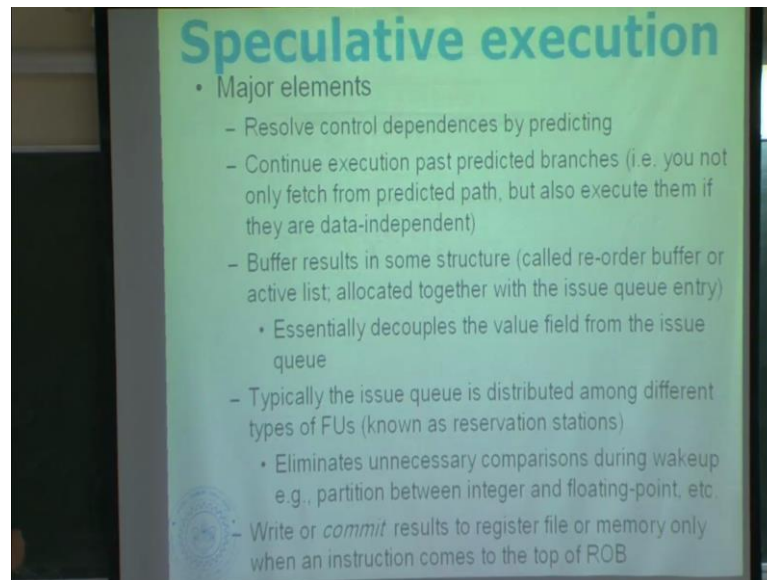 Speculative execution
• Major elements
– Resolve control dependences by predicting
– Continue execution past predicted branches (i.e. you not
only fetch from predicted path, but also execute them if
they are data-independent)
– Buffer results in some structure (called re-order buffer or
active list; allocated together with the issue queue entry)
• Essentially decouples the value field from the issue
queue
– Typically the issue queue is distributed among different
types of FUs (known as reservation stations)
• Eliminates unnecessary comparisons during wakeup
e.g., partition between integer and floating-point, etc.
– Write or commit results to register file or memory only
when an instruction comes to the top of ROB